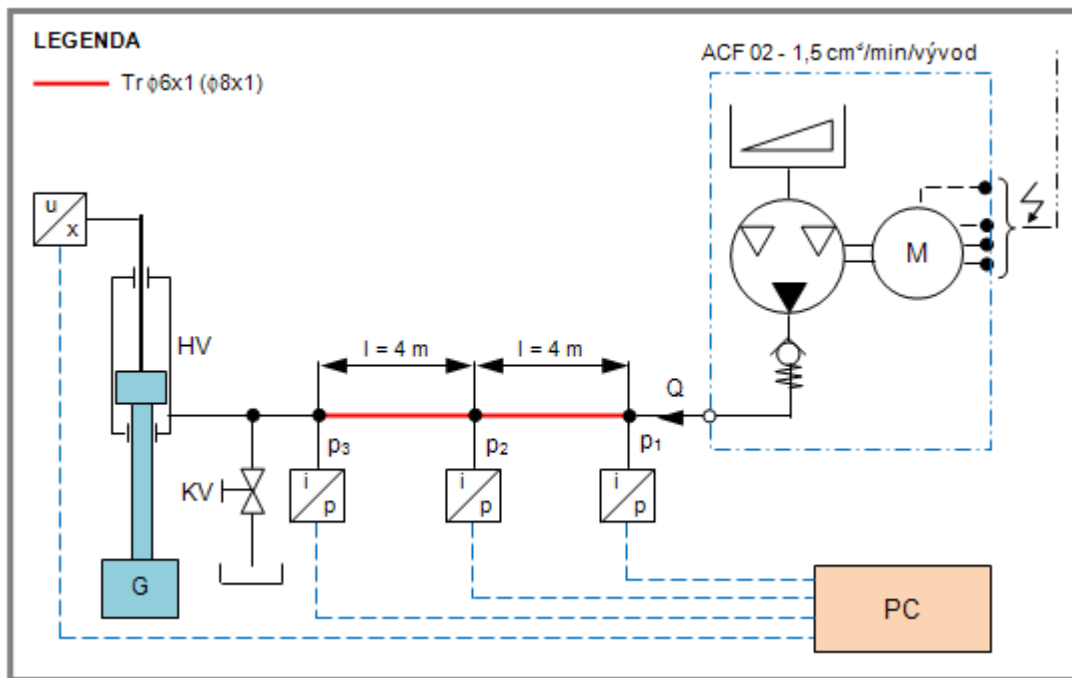 LEGENDA
Tr ϕ6x1 (ϕ8x1)
ACF 02 - 1,5 cm³/min/vývod
u
x
M
HV
l = 4 m
l = 4 m
Q
p₃
p₂
p₁
KV
i
p
i
p
i
p
G
PC